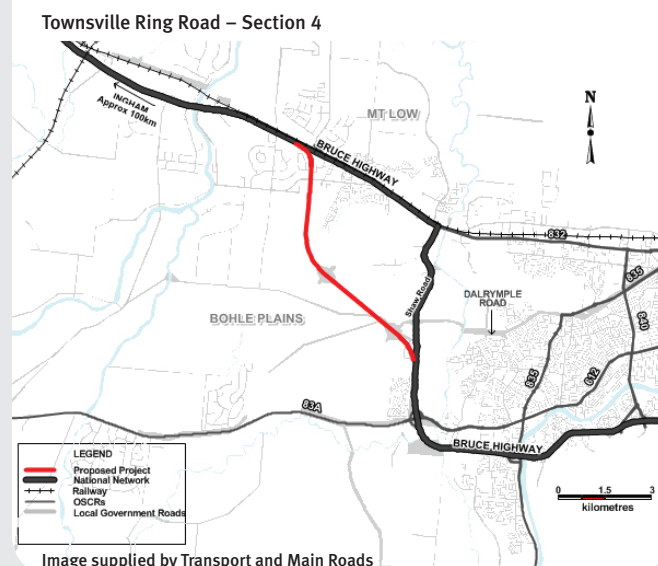 Townsville Ring Road – Section 4
INGHAM
Approx 100km
MT LOW
N
BRUCE HIGHWAY
832
835
Shaw Road
DALRYMPLE
ROAD
BOHLE PLAINS
840
835
612
83A
BRUCE HIGHWAY
LEGEND
Proposed Project
National Network
Railway
OSCRs
Local Government Roads
0 1.5 3
kilometres
Image supplied by Transport and Main Roads